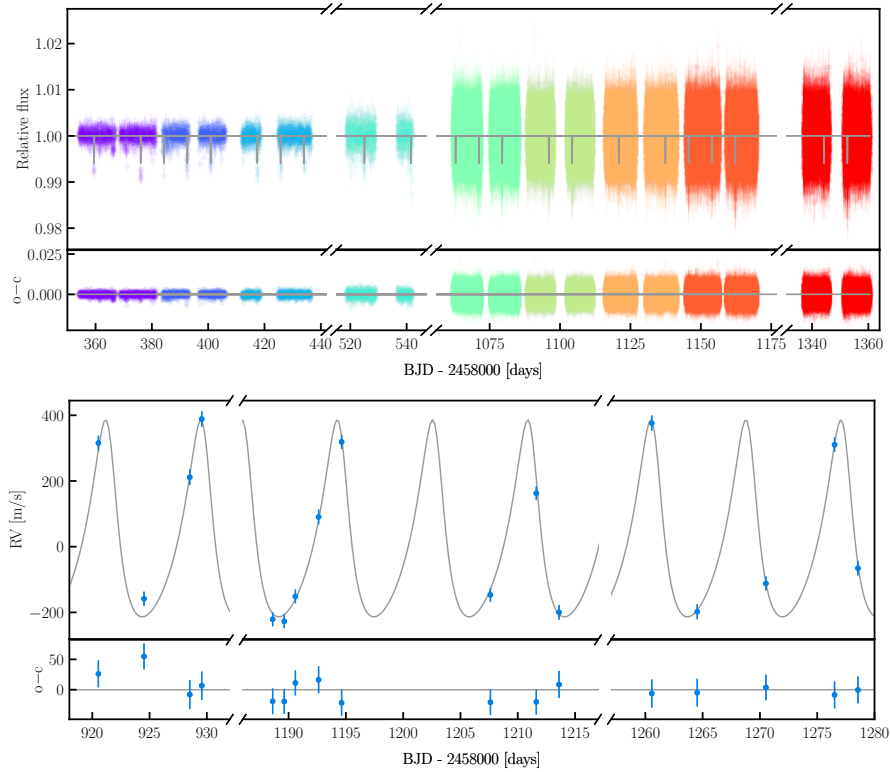 1.02
1.01
1.00
0.99
0.98
Relative flux
0.025
0.000
o−c
360 380 400 420 440 520 540 1075 1100 1125 1150 1175 1340 1360
BJD - 2458000 [days]
400
200
0
−200
RV [m/s]
50
0
o−c
920 925 930 1190 1195 1200 1205 1210 1215 1260 1265 1270 1275 1280
BJD - 2458000 [days]